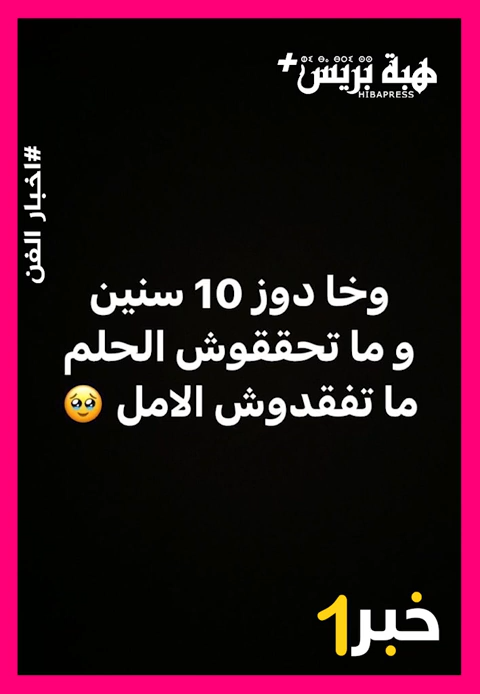 هبة بريس+
HIBAPRESS
#اخبار الفن
وخا دوز 10 سنين
و ما تحققوش الحلم
ما تفقدوش الامل 🥹
خبر1